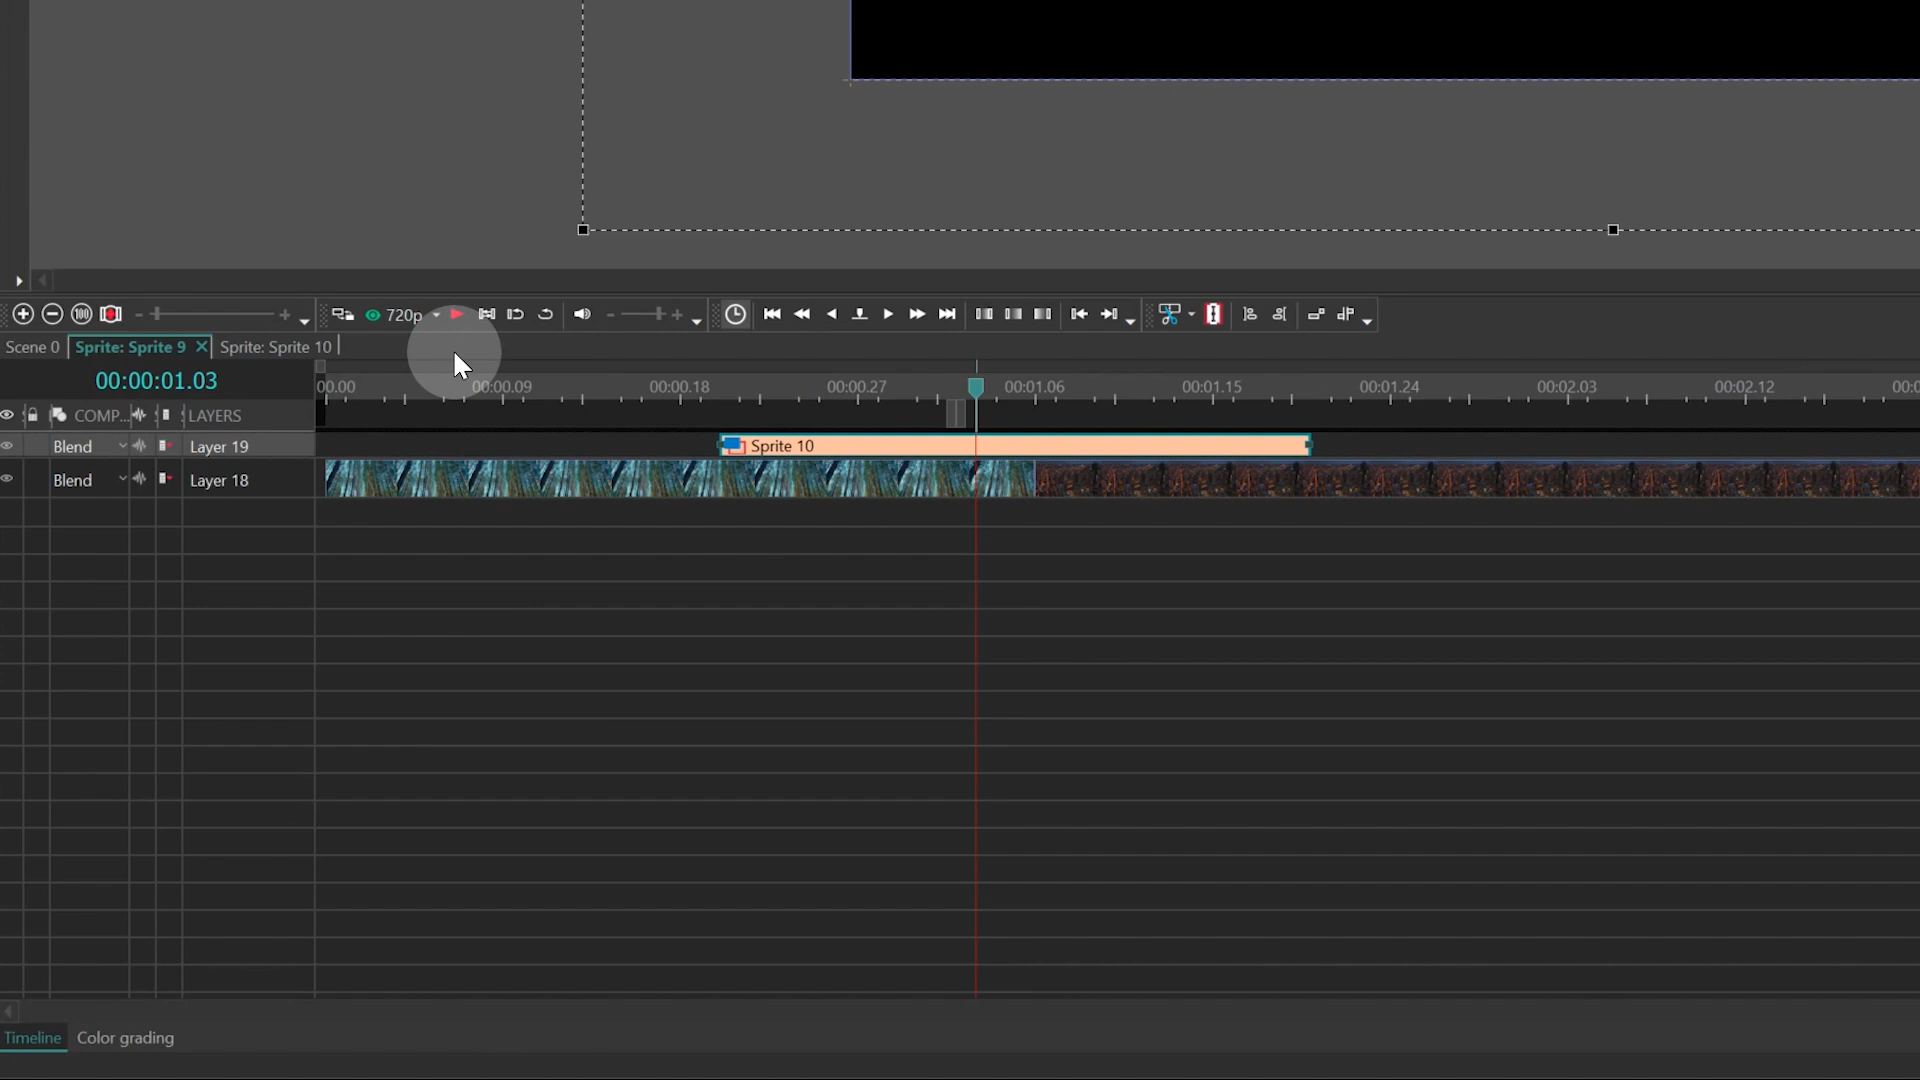 100
720p
Scene 0
Sprite: Sprite 9
Sprite: Sprite 10
00:00:01.03
00.00
00:00.09
00:00.18
00:00.27
00:01.06
00:01.15
00:01.24
00:02.03
00:02.12
COMP...
LAYERS
Blend
Layer 19
Sprite 10
Blend
Layer 18
Timeline
Color grading